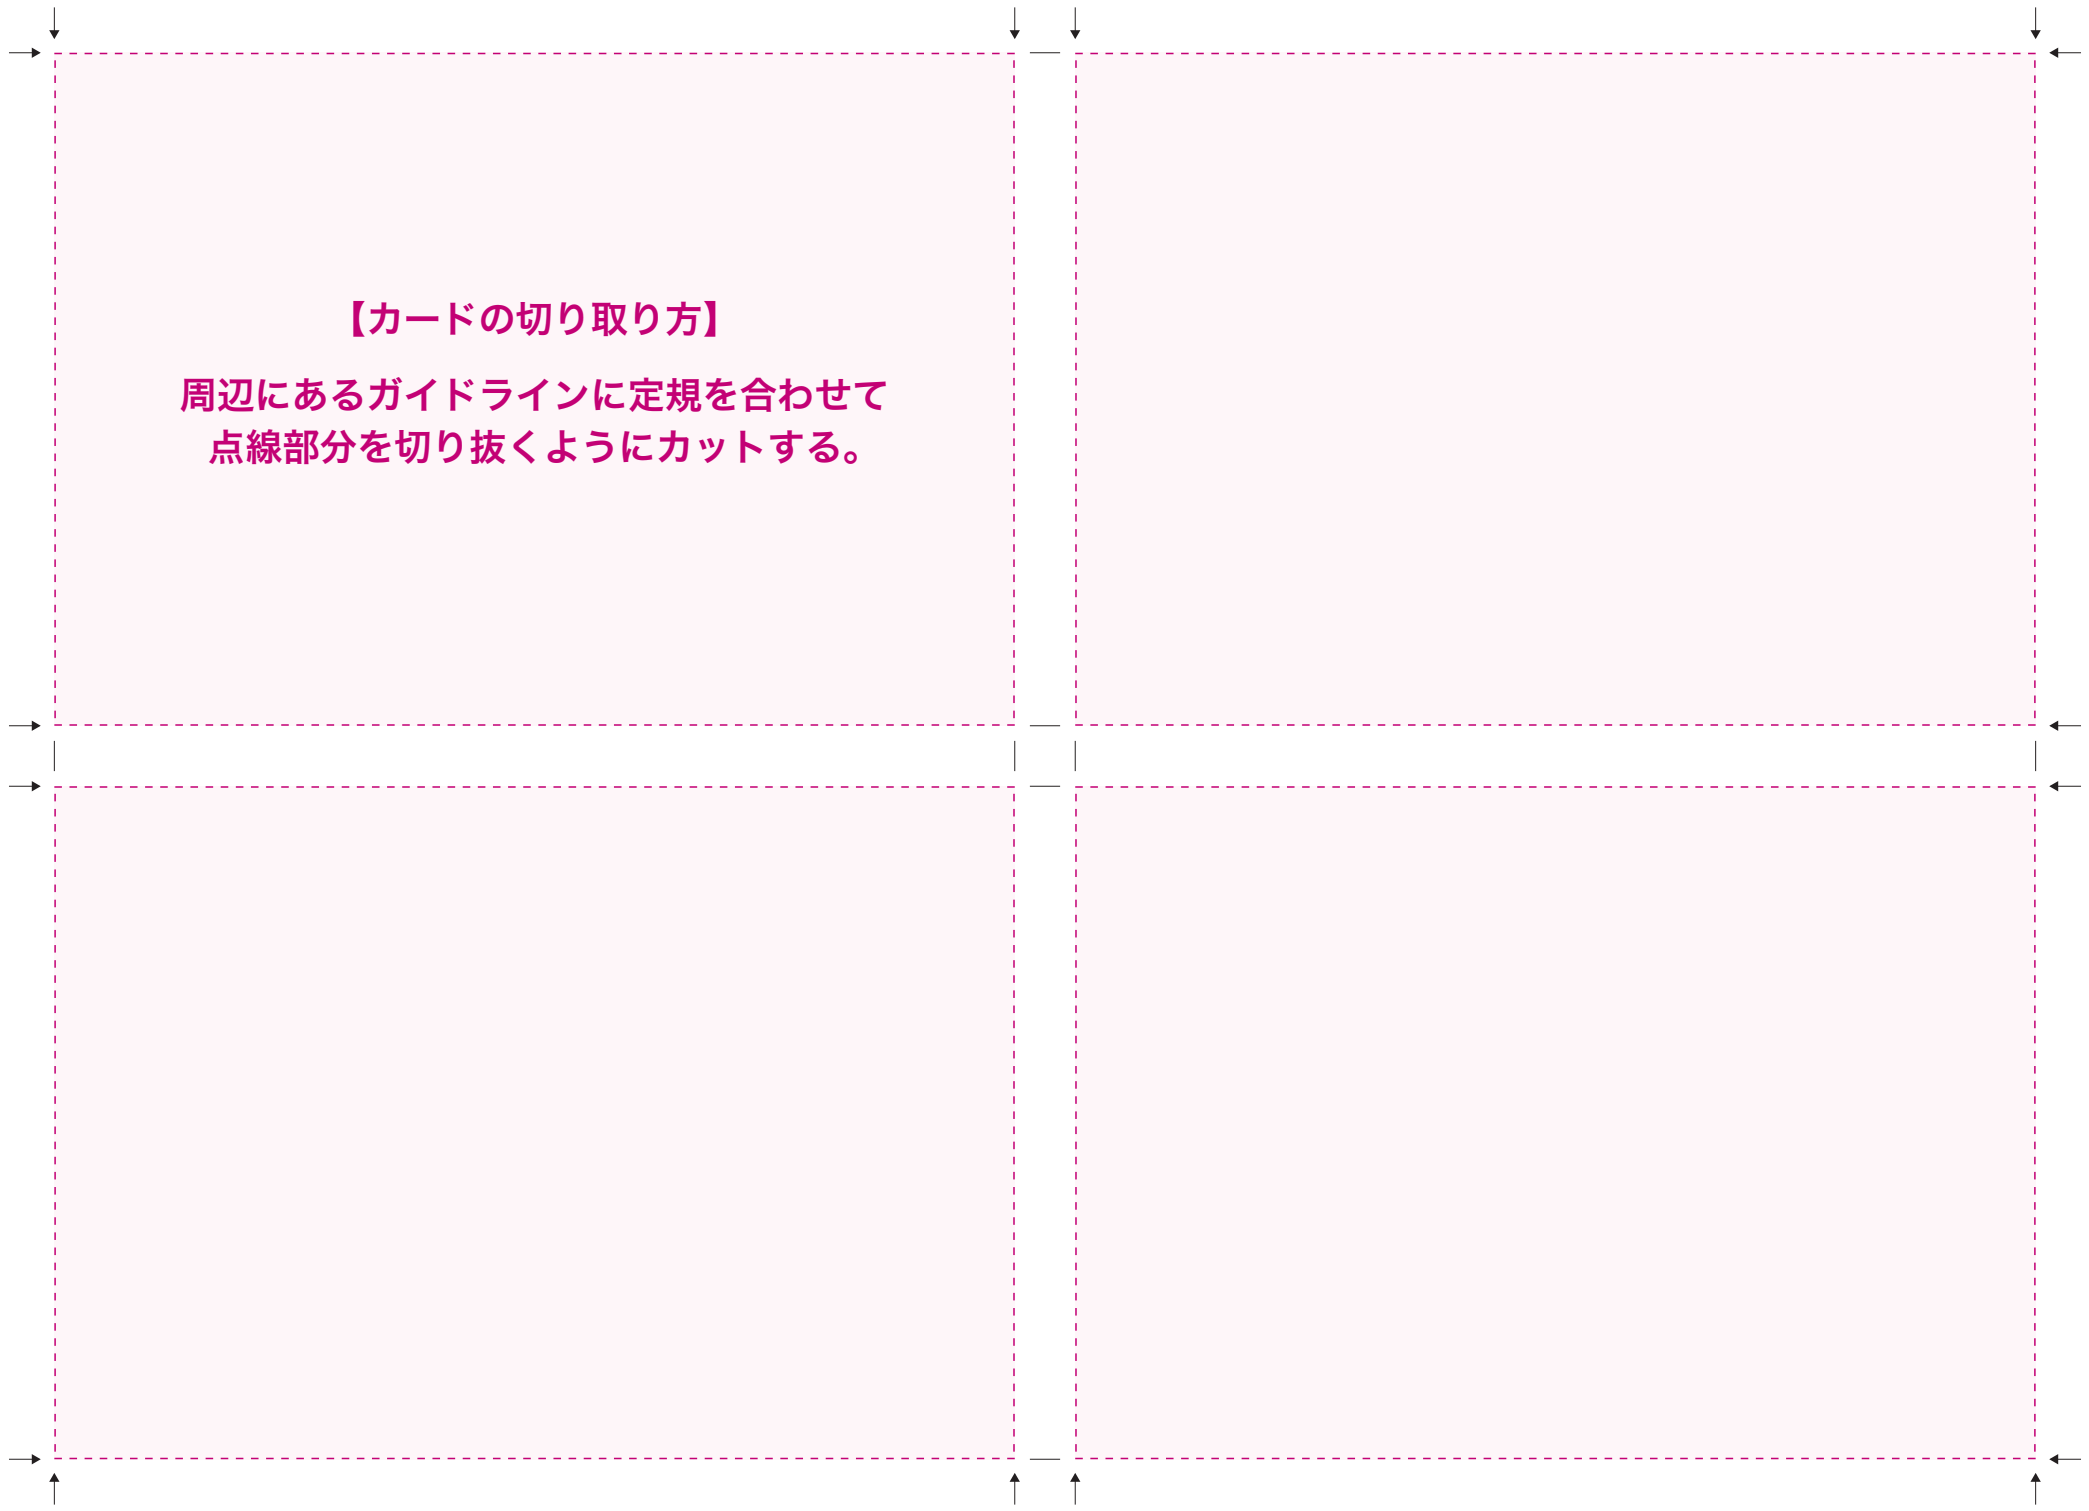 【カードの切り取り方】
周辺にあるガイドラインに定規を合わせて
点線部分を切り抜くようにカットする。